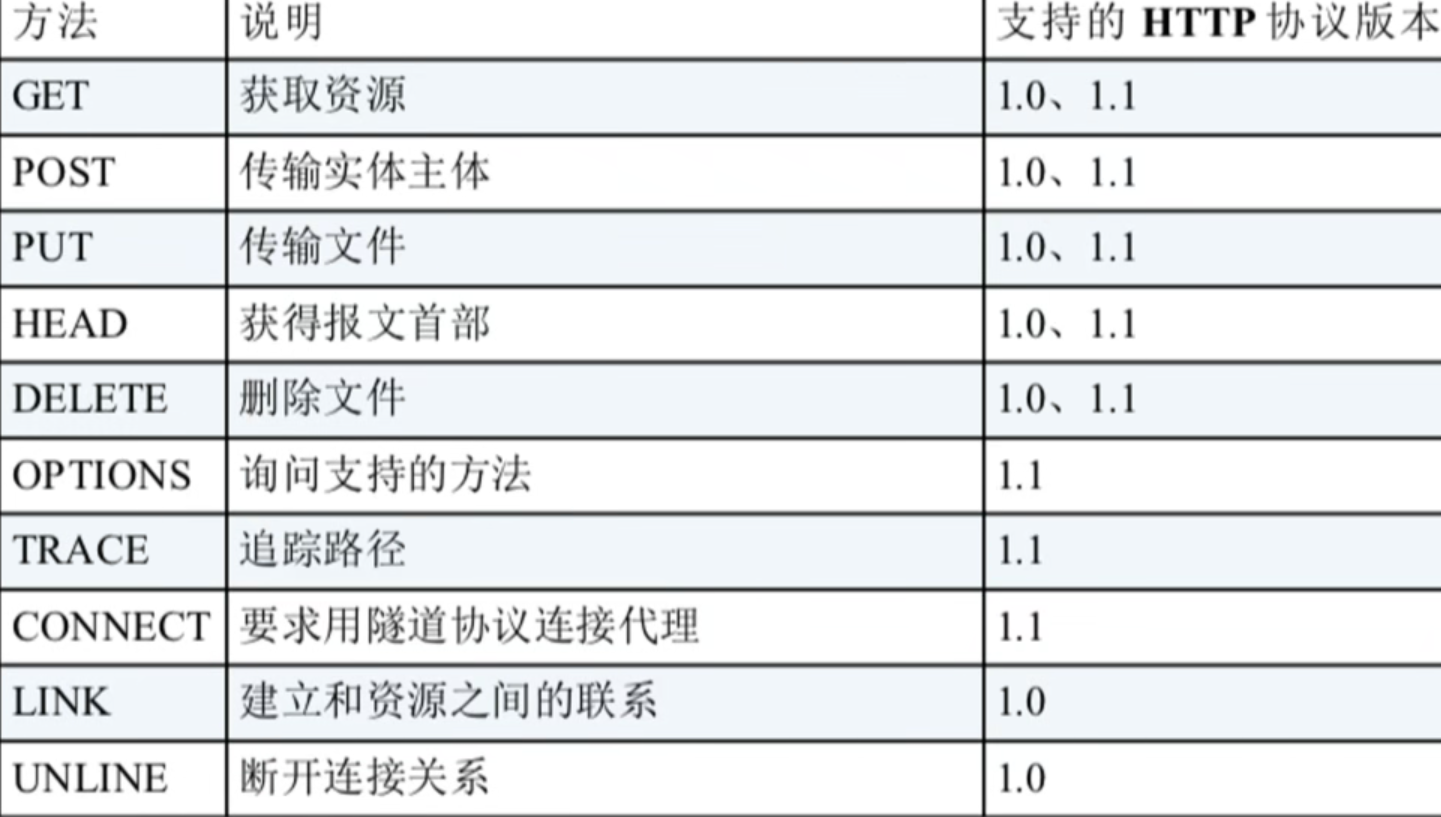 方法 说明 支持的 HTTP 协议版本
GET 获取资源 1.0、1.1
POST 传输实体主体 1.0、1.1
PUT 传输文件 1.0、1.1
HEAD 获得报文首部 1.0、1.1
DELETE 删除文件 1.0、1.1
OPTIONS 询问支持的方法 1.1
TRACE 追踪路径 1.1
CONNECT 要求用隧道协议连接代理 1.1
LINK 建立和资源之间的联系 1.0
UNLINE 断开连接关系 1.0